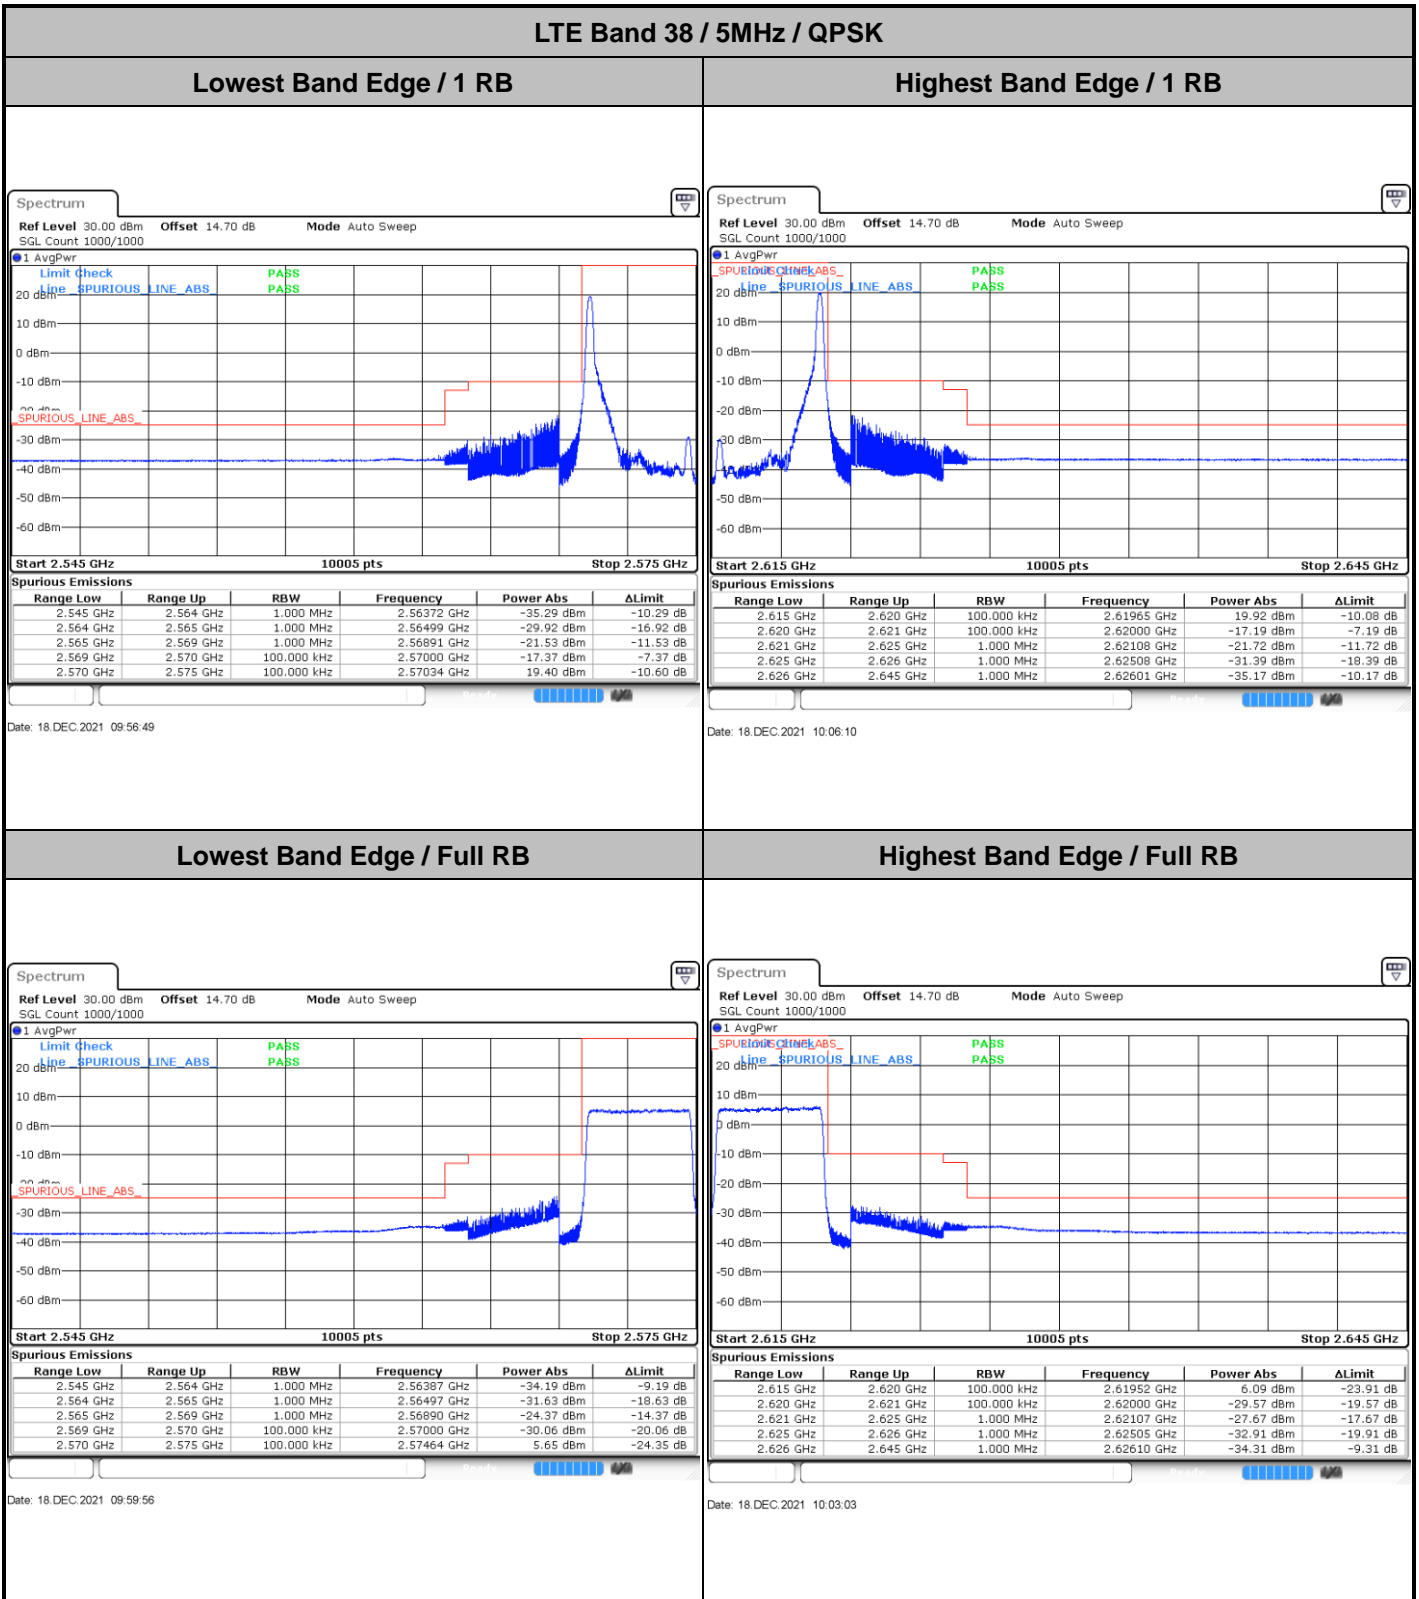 LTE Band 38 / 5MHz / QPSK
Lowest Band Edge / 1 RB
Highest Band Edge / 1 RB
Spectrum
Ref Level 30.00 dBm Offset 14.70 dB Mode Auto Sweep
SGL Count 1000/1000
1 AvgPwr
Limit Check PASS
Line _SPURIOUS_LINE_ABS_ PASS
20 dBm
10 dBm
0 dBm
-10 dBm
-20 dBm
_SPURIOUS_LINE_ABS_
-30 dBm
-40 dBm
-50 dBm
-60 dBm
Start 2.545 GHz 10005 pts Stop 2.575 GHz
Spurious Emissions
Range Low Range Up RBW Frequency Power Abs ΔLimit
2.545 GHz 2.564 GHz 1.000 MHz 2.56372 GHz -35.29 dBm -10.29 dB
2.564 GHz 2.565 GHz 1.000 MHz 2.56499 GHz -29.92 dBm -16.92 dB
2.565 GHz 2.569 GHz 1.000 MHz 2.56891 GHz -21.53 dBm -11.53 dB
2.569 GHz 2.570 GHz 100.000 kHz 2.57000 GHz -17.37 dBm -7.37 dB
2.570 GHz 2.575 GHz 100.000 kHz 2.57034 GHz 19.40 dBm -10.60 dB
Ready
Date: 18.DEC.2021 09:56:49
Spectrum
Ref Level 30.00 dBm Offset 14.70 dB Mode Auto Sweep
SGL Count 1000/1000
1 AvgPwr
_SPURIOUS_LINE_ABS_
Limit Check PASS
Line _SPURIOUS_LINE_ABS_ PASS
20 dBm
10 dBm
0 dBm
-10 dBm
-20 dBm
-30 dBm
-40 dBm
-50 dBm
-60 dBm
Start 2.615 GHz 10005 pts Stop 2.645 GHz
Spurious Emissions
Range Low Range Up RBW Frequency Power Abs ΔLimit
2.615 GHz 2.620 GHz 100.000 kHz 2.61965 GHz 19.92 dBm -10.08 dB
2.620 GHz 2.621 GHz 100.000 kHz 2.62000 GHz -17.19 dBm -7.19 dB
2.621 GHz 2.625 GHz 1.000 MHz 2.62108 GHz -21.72 dBm -11.72 dB
2.625 GHz 2.626 GHz 1.000 MHz 2.62508 GHz -31.39 dBm -18.39 dB
2.626 GHz 2.645 GHz 1.000 MHz 2.62601 GHz -35.17 dBm -10.17 dB
Ready
Date: 18.DEC.2021 10:06:10
Lowest Band Edge / Full RB
Highest Band Edge / Full RB
Spectrum
Ref Level 30.00 dBm Offset 14.70 dB Mode Auto Sweep
SGL Count 1000/1000
1 AvgPwr
Limit Check PASS
Line _SPURIOUS_LINE_ABS_ PASS
20 dBm
10 dBm
0 dBm
-10 dBm
-20 dBm
_SPURIOUS_LINE_ABS_
-30 dBm
-40 dBm
-50 dBm
-60 dBm
Start 2.545 GHz 10005 pts Stop 2.575 GHz
Spurious Emissions
Range Low Range Up RBW Frequency Power Abs ΔLimit
2.545 GHz 2.564 GHz 1.000 MHz 2.56387 GHz -34.19 dBm -9.19 dB
2.564 GHz 2.565 GHz 1.000 MHz 2.56497 GHz -31.63 dBm -18.63 dB
2.565 GHz 2.569 GHz 1.000 MHz 2.56890 GHz -24.37 dBm -14.37 dB
2.569 GHz 2.570 GHz 100.000 kHz 2.57000 GHz -30.06 dBm -20.06 dB
2.570 GHz 2.575 GHz 100.000 kHz 2.57464 GHz 5.65 dBm -24.35 dB
Ready
Date: 18.DEC.2021 09:59:56
Spectrum
Ref Level 30.00 dBm Offset 14.70 dB Mode Auto Sweep
SGL Count 1000/1000
1 AvgPwr
_SPURIOUS_LINE_ABS_
Limit Check PASS
Line _SPURIOUS_LINE_ABS_ PASS
20 dBm
10 dBm
0 dBm
-10 dBm
-20 dBm
-30 dBm
-40 dBm
-50 dBm
-60 dBm
Start 2.615 GHz 10005 pts Stop 2.645 GHz
Spurious Emissions
Range Low Range Up RBW Frequency Power Abs ΔLimit
2.615 GHz 2.620 GHz 100.000 kHz 2.61952 GHz 6.09 dBm -23.91 dB
2.620 GHz 2.621 GHz 100.000 kHz 2.62000 GHz -29.57 dBm -19.57 dB
2.621 GHz 2.625 GHz 1.000 MHz 2.62107 GHz -27.67 dBm -17.67 dB
2.625 GHz 2.626 GHz 1.000 MHz 2.62505 GHz -32.91 dBm -19.91 dB
2.626 GHz 2.645 GHz 1.000 MHz 2.62610 GHz -34.31 dBm -9.31 dB
Ready
Date: 18.DEC.2021 10:03:03